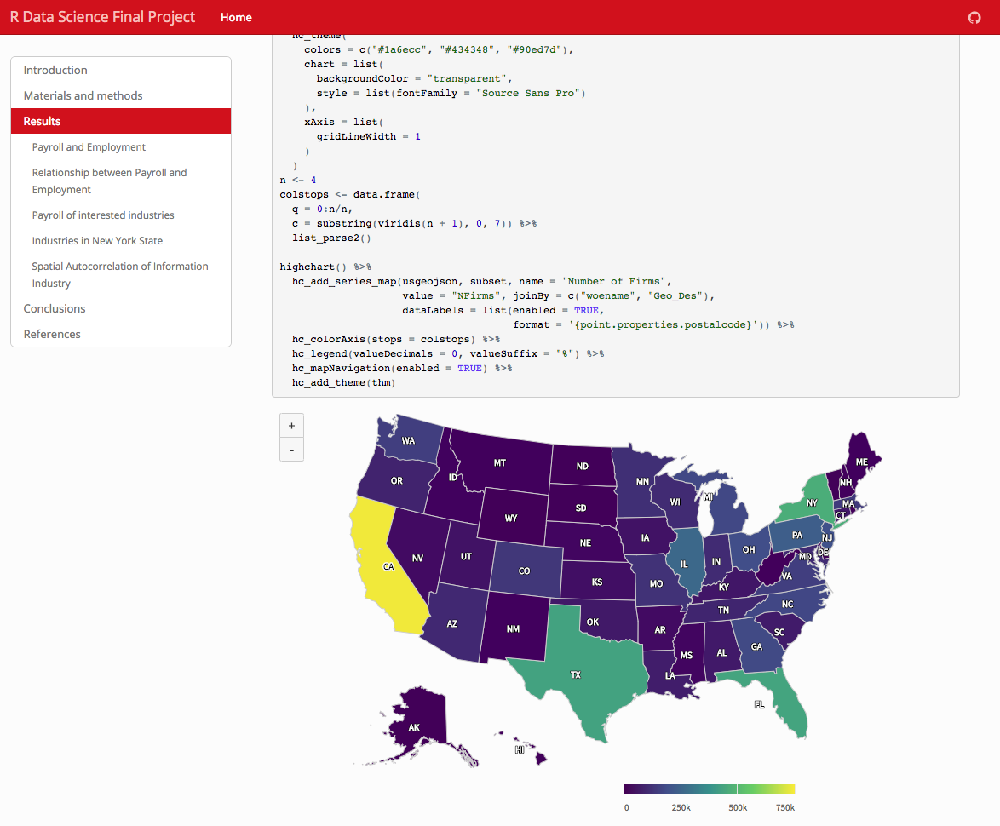 R Data Science Final Project
Home
Introduction
Materials and methods
Results
Payroll and Employment
Relationship between Payroll and
Employment
Payroll of interested industries
Industries in New York State
Spatial Autocorrelation of Information
Industry
Conclusions
References
hc_theme(
colors = c("#1a6ecc", "#434348", "#90ed7d"),
chart = list(
backgroundColor = "transparent",
style = list(fontFamily = "Source Sans Pro")
),
xAxis = list(
gridLineWidth = 1
)
)
n <- 4
colstops <- data.frame(
q = 0:n/n,
c = substring(viridis(n + 1), 0, 7)) %>%
list_parse2()
highchart() %>%
hc_add_series_map(usgeojson, subset, name = "Number of Firms",
value = "NFirms", joinBy = c("woename", "Geo_Des"),
dataLabels = list(enabled = TRUE,
format = '{point.properties.postalcode}')) %>%
hc_colorAxis(stops = colstops) %>%
hc_legend(valueDecimals = 0, valueSuffix = "%") %>%
hc_mapNavigation(enabled = TRUE) %>%
hc_add_theme(thm)
+
-
WA
MT
ND
ME
OR
ID
MN
NH
WI
MI
NY
MA
WY
SD
CT
IA
PA
NJ
NE
OH
DE
MD
NV
UT
CO
IL
IN
CA
VA
KS
MO
KY
NC
TN
AZ
NM
OK
AR
SC
GA
MS
AL
TX
LA
FL
AK
HI
0
250k
500k
750k